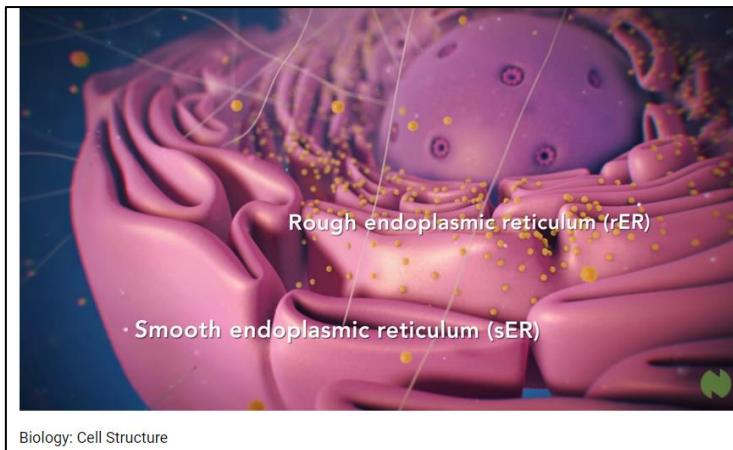 Rough endoplasmic reticulum (rER)
Smooth endoplasmic reticulum (sER)
Biology: Cell Structure